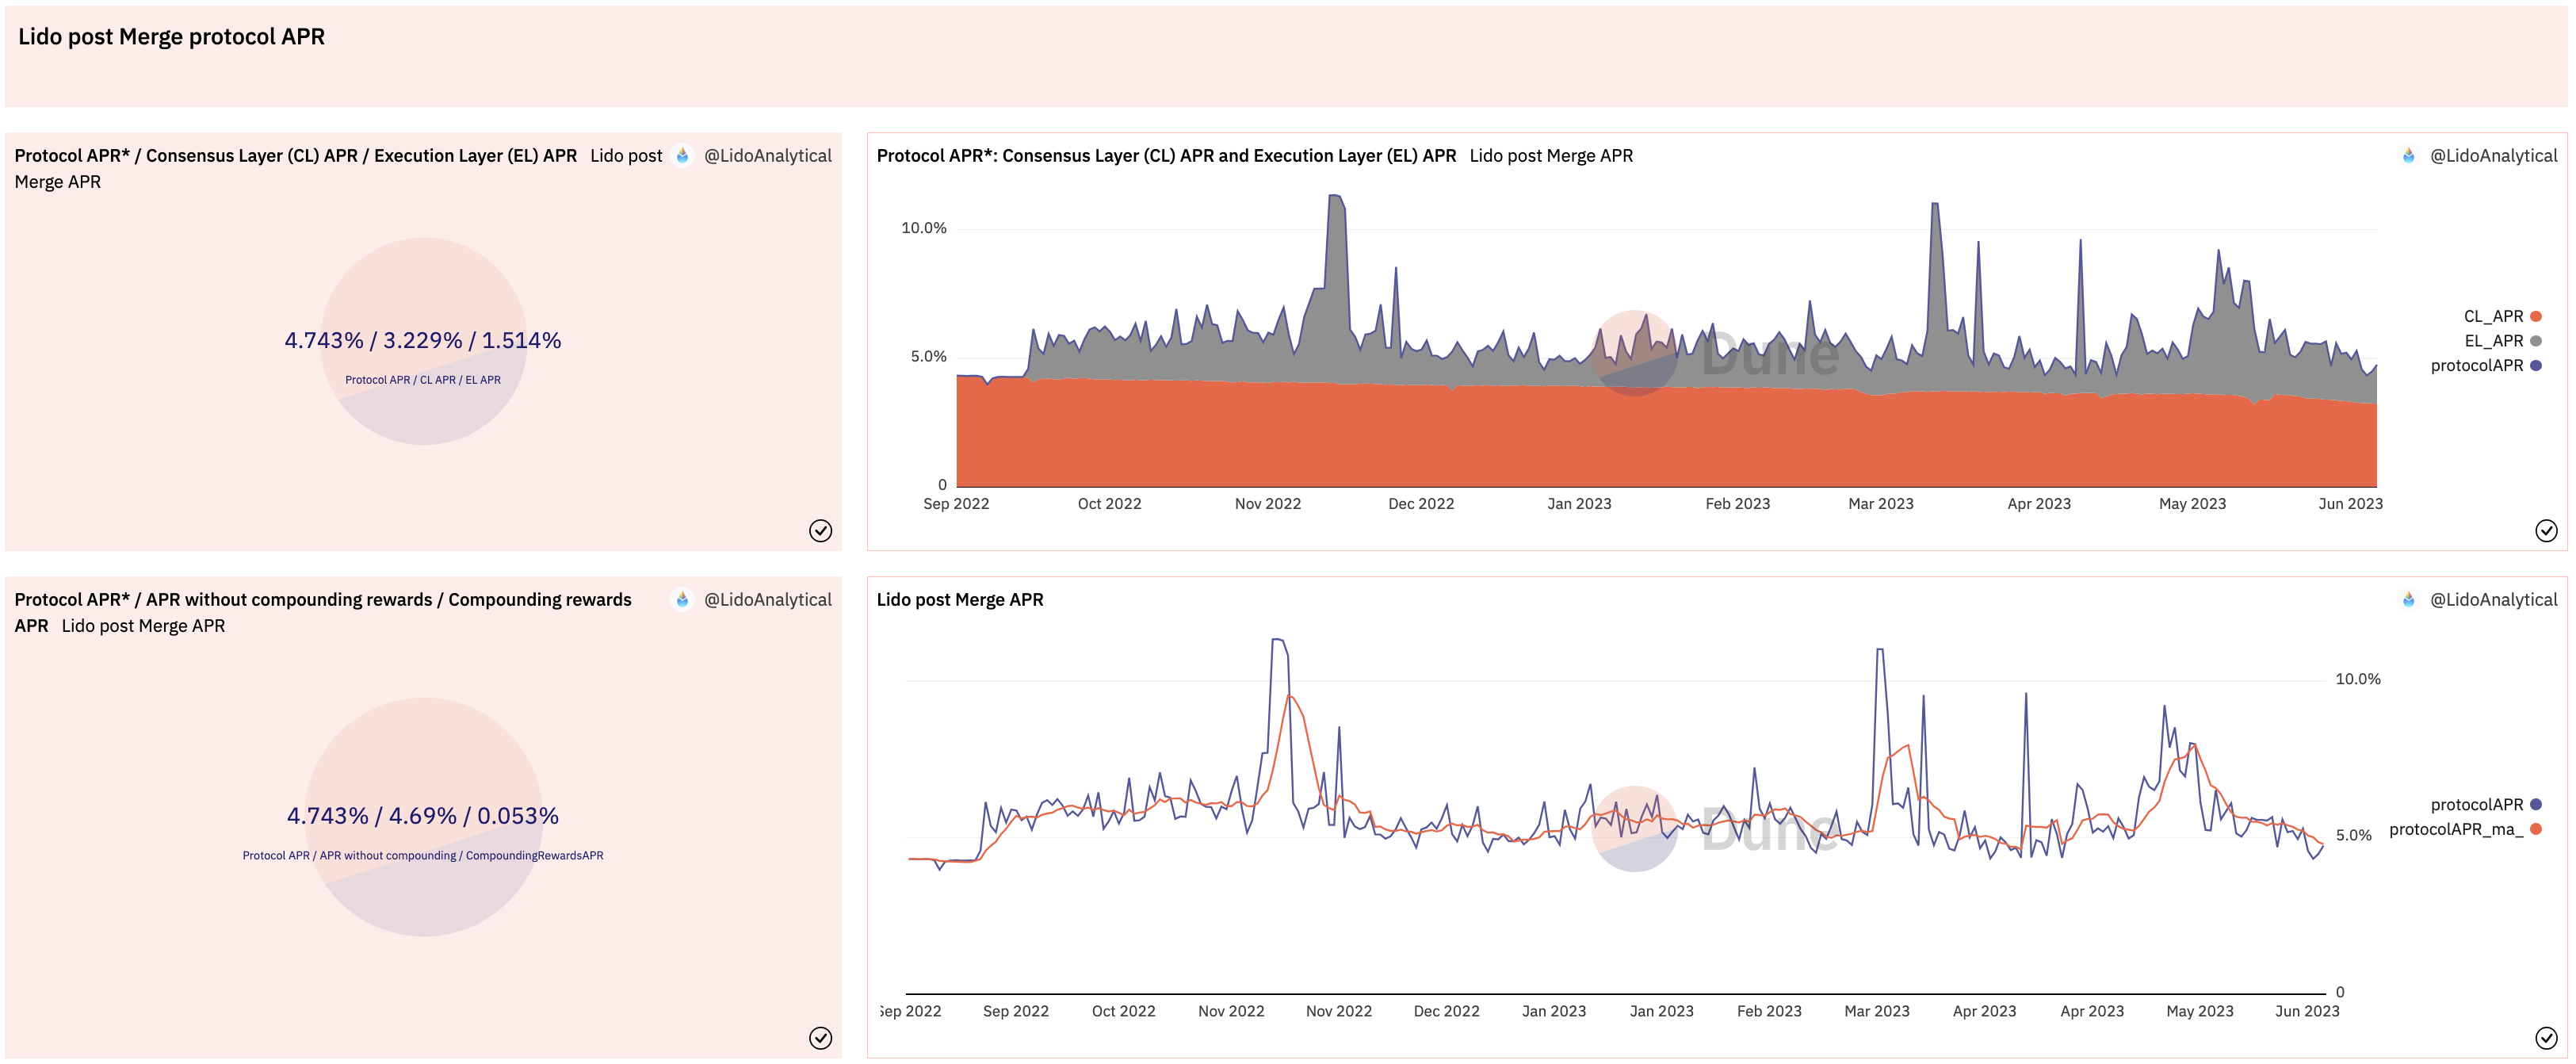 Lido post Merge protocol APR
Protocol APR* / Consensus Layer (CL) APR / Execution Layer (EL) APR Lido post
Merge APR
@LidoAnalytical
4.743% / 3.229% / 1.514%
Protocol APR / CL APR / EL APR
Protocol APR*: Consensus Layer (CL) APR and Execution Layer (EL) APR Lido post Merge APR
@LidoAnalytical
10.0%
5.0%
0
Dune
Sep 2022 Oct 2022 Nov 2022 Dec 2022 Jan 2023 Feb 2023 Mar 2023 Apr 2023 May 2023 Jun 2023
CL_APR
EL_APR
protocolAPR
Protocol APR* / APR without compounding rewards / Compounding rewards
APR Lido post Merge APR
@LidoAnalytical
4.743% / 4.69% / 0.053%
Protocol APR / APR without compounding / CompoundingRewardsAPR
Lido post Merge APR
@LidoAnalytical
10.0%
5.0%
0
Dune
Sep 2022 Sep 2022 Oct 2022 Nov 2022 Nov 2022 Dec 2022 Jan 2023 Jan 2023 Feb 2023 Mar 2023 Apr 2023 Apr 2023 May 2023 Jun 2023
protocolAPR
protocolAPR_ma_